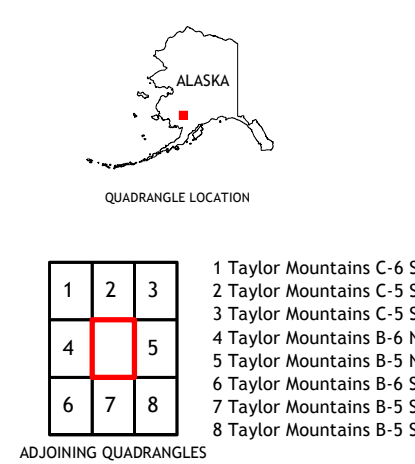 ALASKA
QUADRANGLE LOCATION
1 2 3
4 5
6 7 8
1 Taylor Mountains C-6 S
2 Taylor Mountains C-5 S
3 Taylor Mountains C-5 S
4 Taylor Mountains B-6 N
5 Taylor Mountains B-5 N
6 Taylor Mountains B-6 S
7 Taylor Mountains B-5 S
8 Taylor Mountains B-5 S
ADJOINING QUADRANGLES